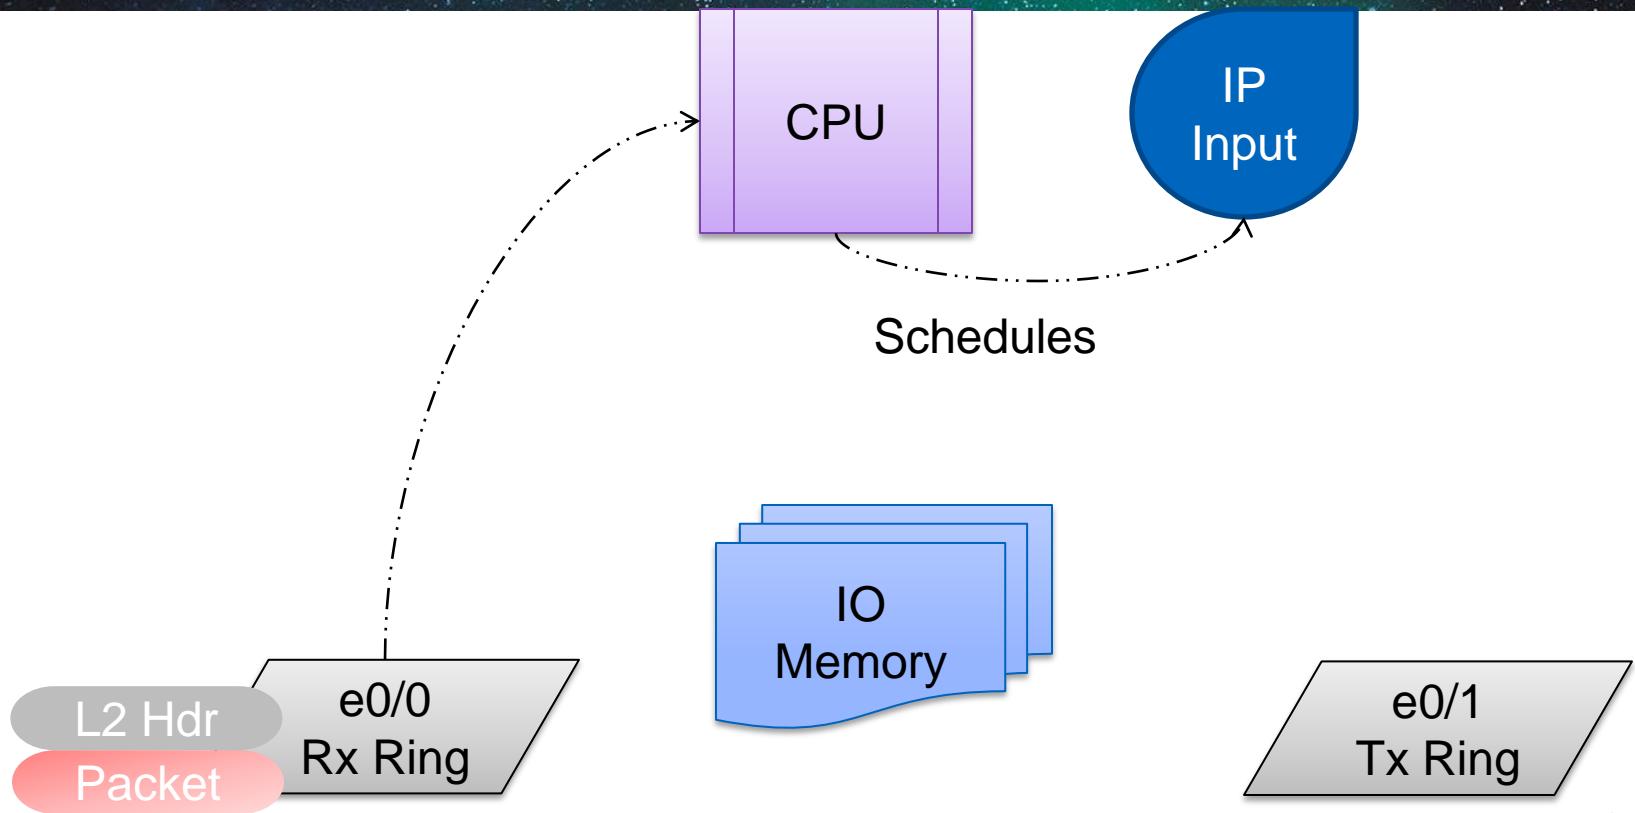 CPU
IP
Input
Schedules
IO
Memory
L2 Hdr
Packet
e0/0
Rx Ring
e0/1
Tx Ring